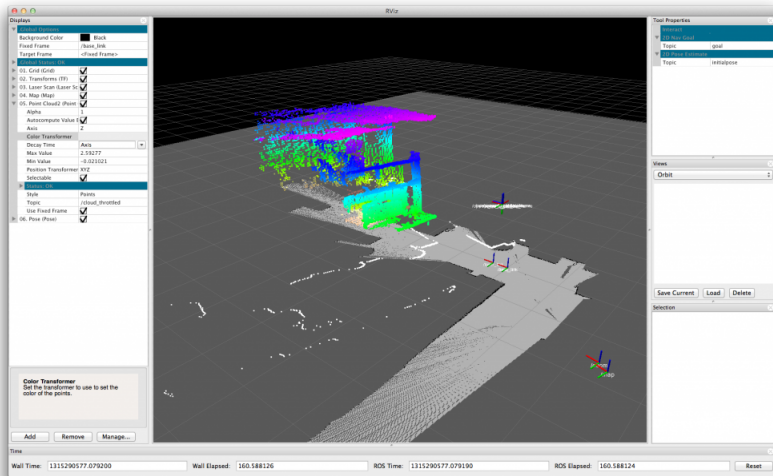 RViz
Displays
Global Options
Background Color Black
Fixed Frame /base_link
Target Frame <Fixed Frame>
Global Status: OK
01. Grid (Grid)
02. Transforms (TF)
03. Laser Scan (Laser Sc
04. Map (Map)
05. Point Cloud2 (Point
Alpha 1
Autocompute Value
Axis Z
Color Transformer
Decay Time Axis
Max Value 2.59277
Min Value -0.021021
Position Transformer XYZ
Selectable
Status: OK
Style Points
Topic /cloud_throttled
Use Fixed Frame
06. Pose (Pose)
Color Transformer
Set the transformer to use to set the
color of the points.
Add Remove Manage...
map
Tool Properties
Interact
2D Nav Goal
Topic goal
2D Pose Estimate
Topic initialpose
Views
Orbit
Save Current Load Delete
Selection
Time
Wall Time: 1315290577.079200 Wall Elapsed: 160.588126 ROS Time: 1315290577.079190 ROS Elapsed: 160.588124 Reset